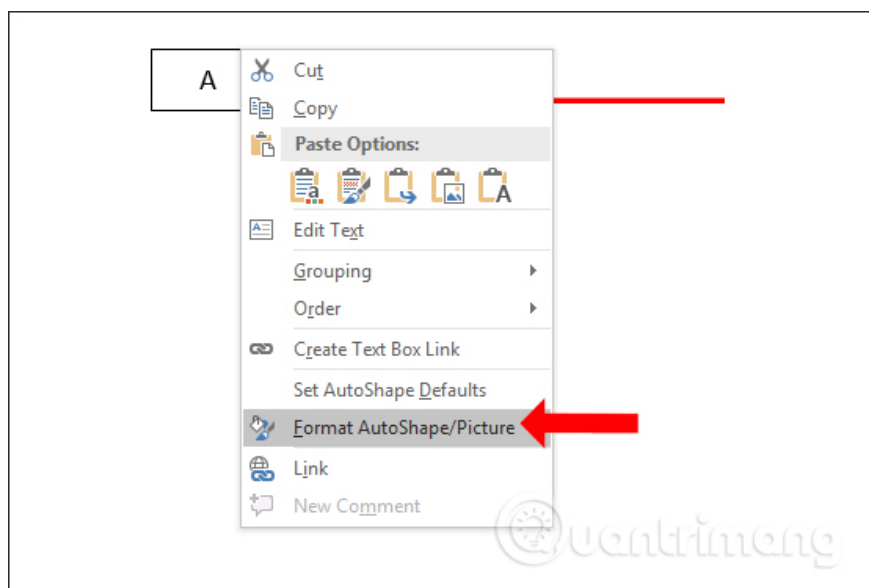 A
Cut
Copy
Paste Options:
Edit Text
Grouping
Order
Create Text Box Link
Set AutoShape Defaults
Format AutoShape/Picture
Link
New Comment
Quantrimang